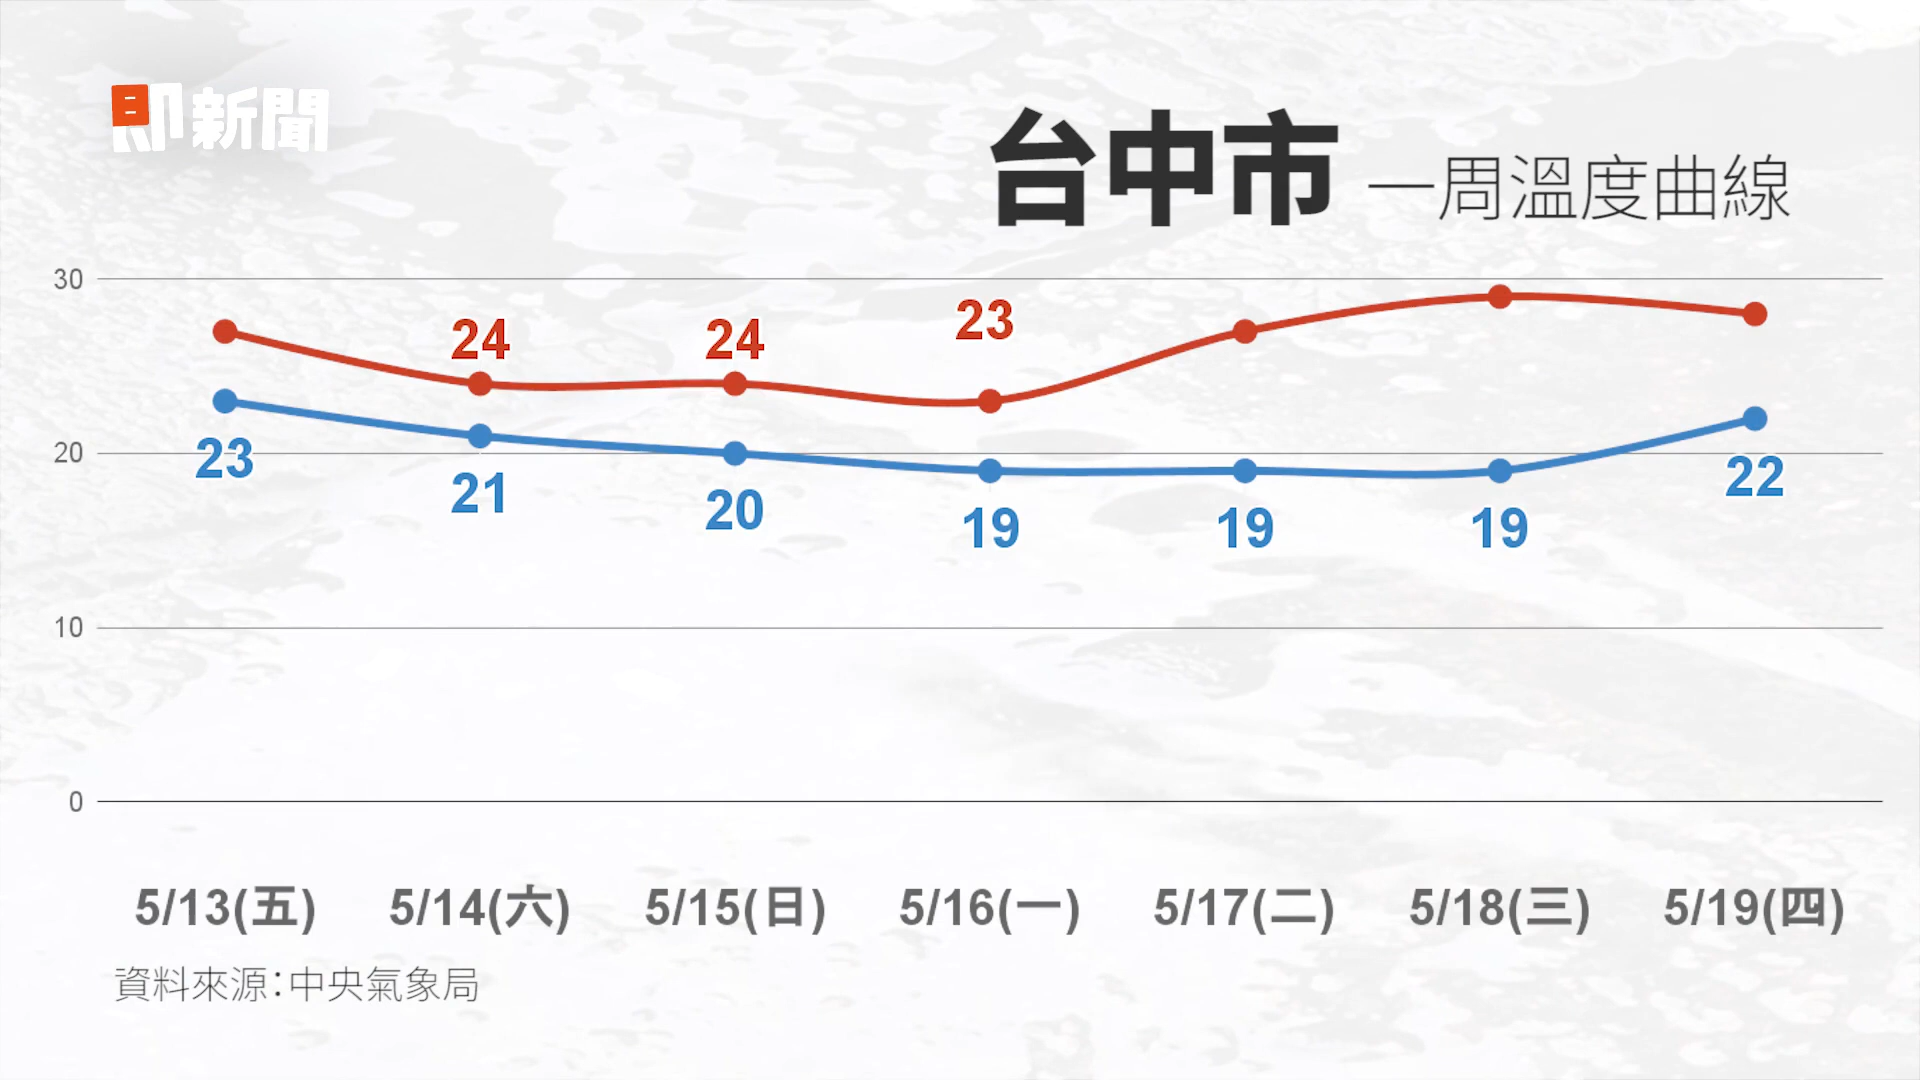 即新聞
台中市 一周溫度曲線
30
24 24 23
20
23 21 20 19 19 19 22
10
0
5/13(五) 5/14(六) 5/15(日) 5/16(一) 5/17(二) 5/18(三) 5/19(四)
資料來源：中央氣象局